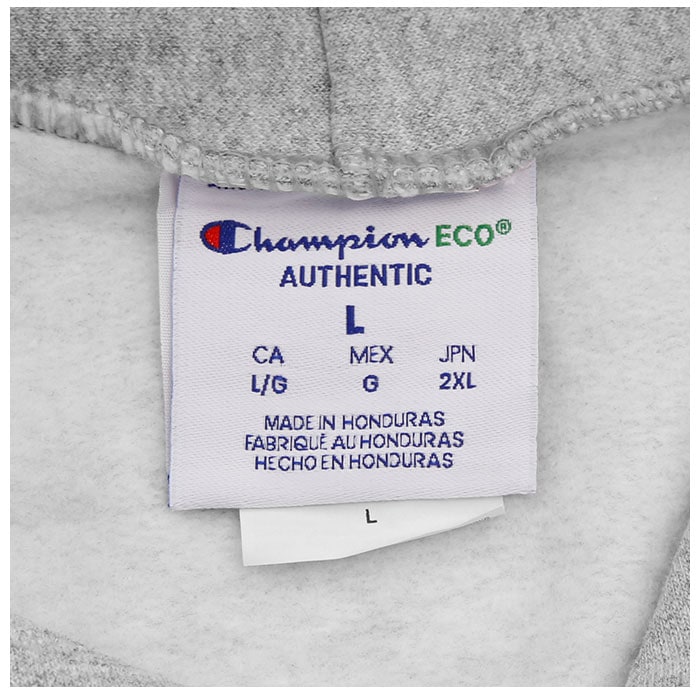 Champion ECO®
AUTHENTIC
L
CA MEX JPN
L/G G 2XL
MADE IN HONDURAS
FABRIQUÉ AU HONDURAS
HECHO EN HONDURAS
L